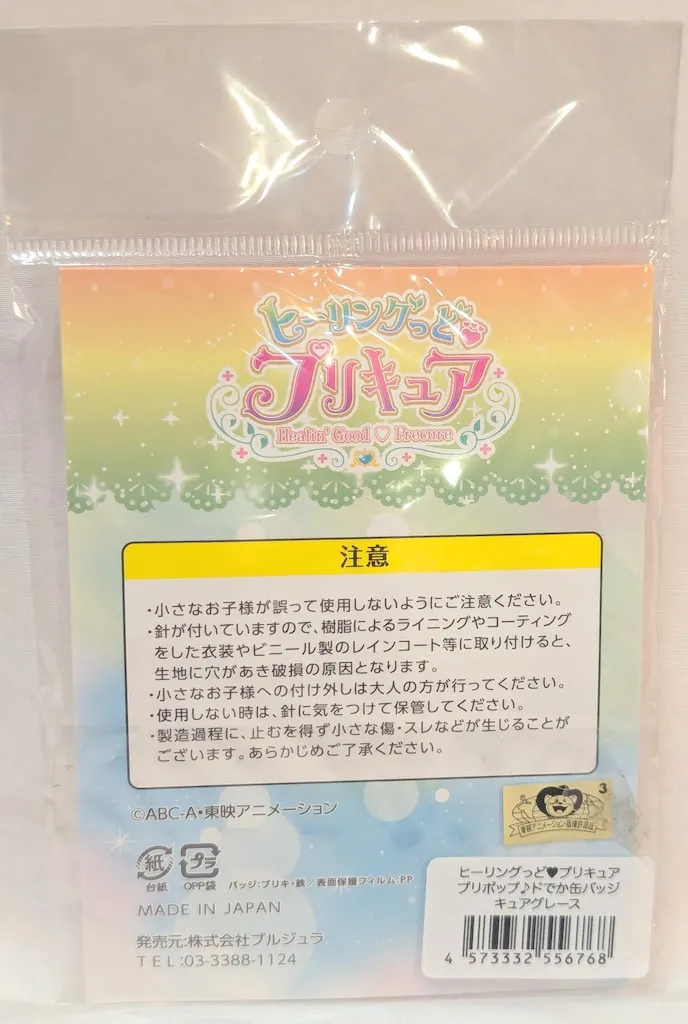 ヒーリングっど♥
プリキュア
Healin' Good ♡ Precure
注意
・小さなお子様が誤って使用しないようにご注意ください。
・針が付いていますので、樹脂によるライニングやコーティング
をした衣装やビニール製のレインコート等に取り付けると、
生地に穴があき破損の原因となります。
・小さなお子様への付け外しは大人の方が行ってください。
・使用しない時は、針に気をつけて保管してください。
・製造過程に、止むを得ず小さな傷・スレなどが生じることが
ございます。あらかじめご了承ください。
©ABC-A・東映アニメーション
3
東映アニメーション・版権許諾品
紙 プラ
台紙 OPP袋 バッジ:ブリキ・鉄／表面保護フィルム:PP
MADE IN JAPAN
発売元:株式会社ブルジュラ
TEL:03-3388-1124
ヒーリングっど♥プリキュア
プリポップ♪ドでか缶バッジ
キュアグレース
4 573332 556768